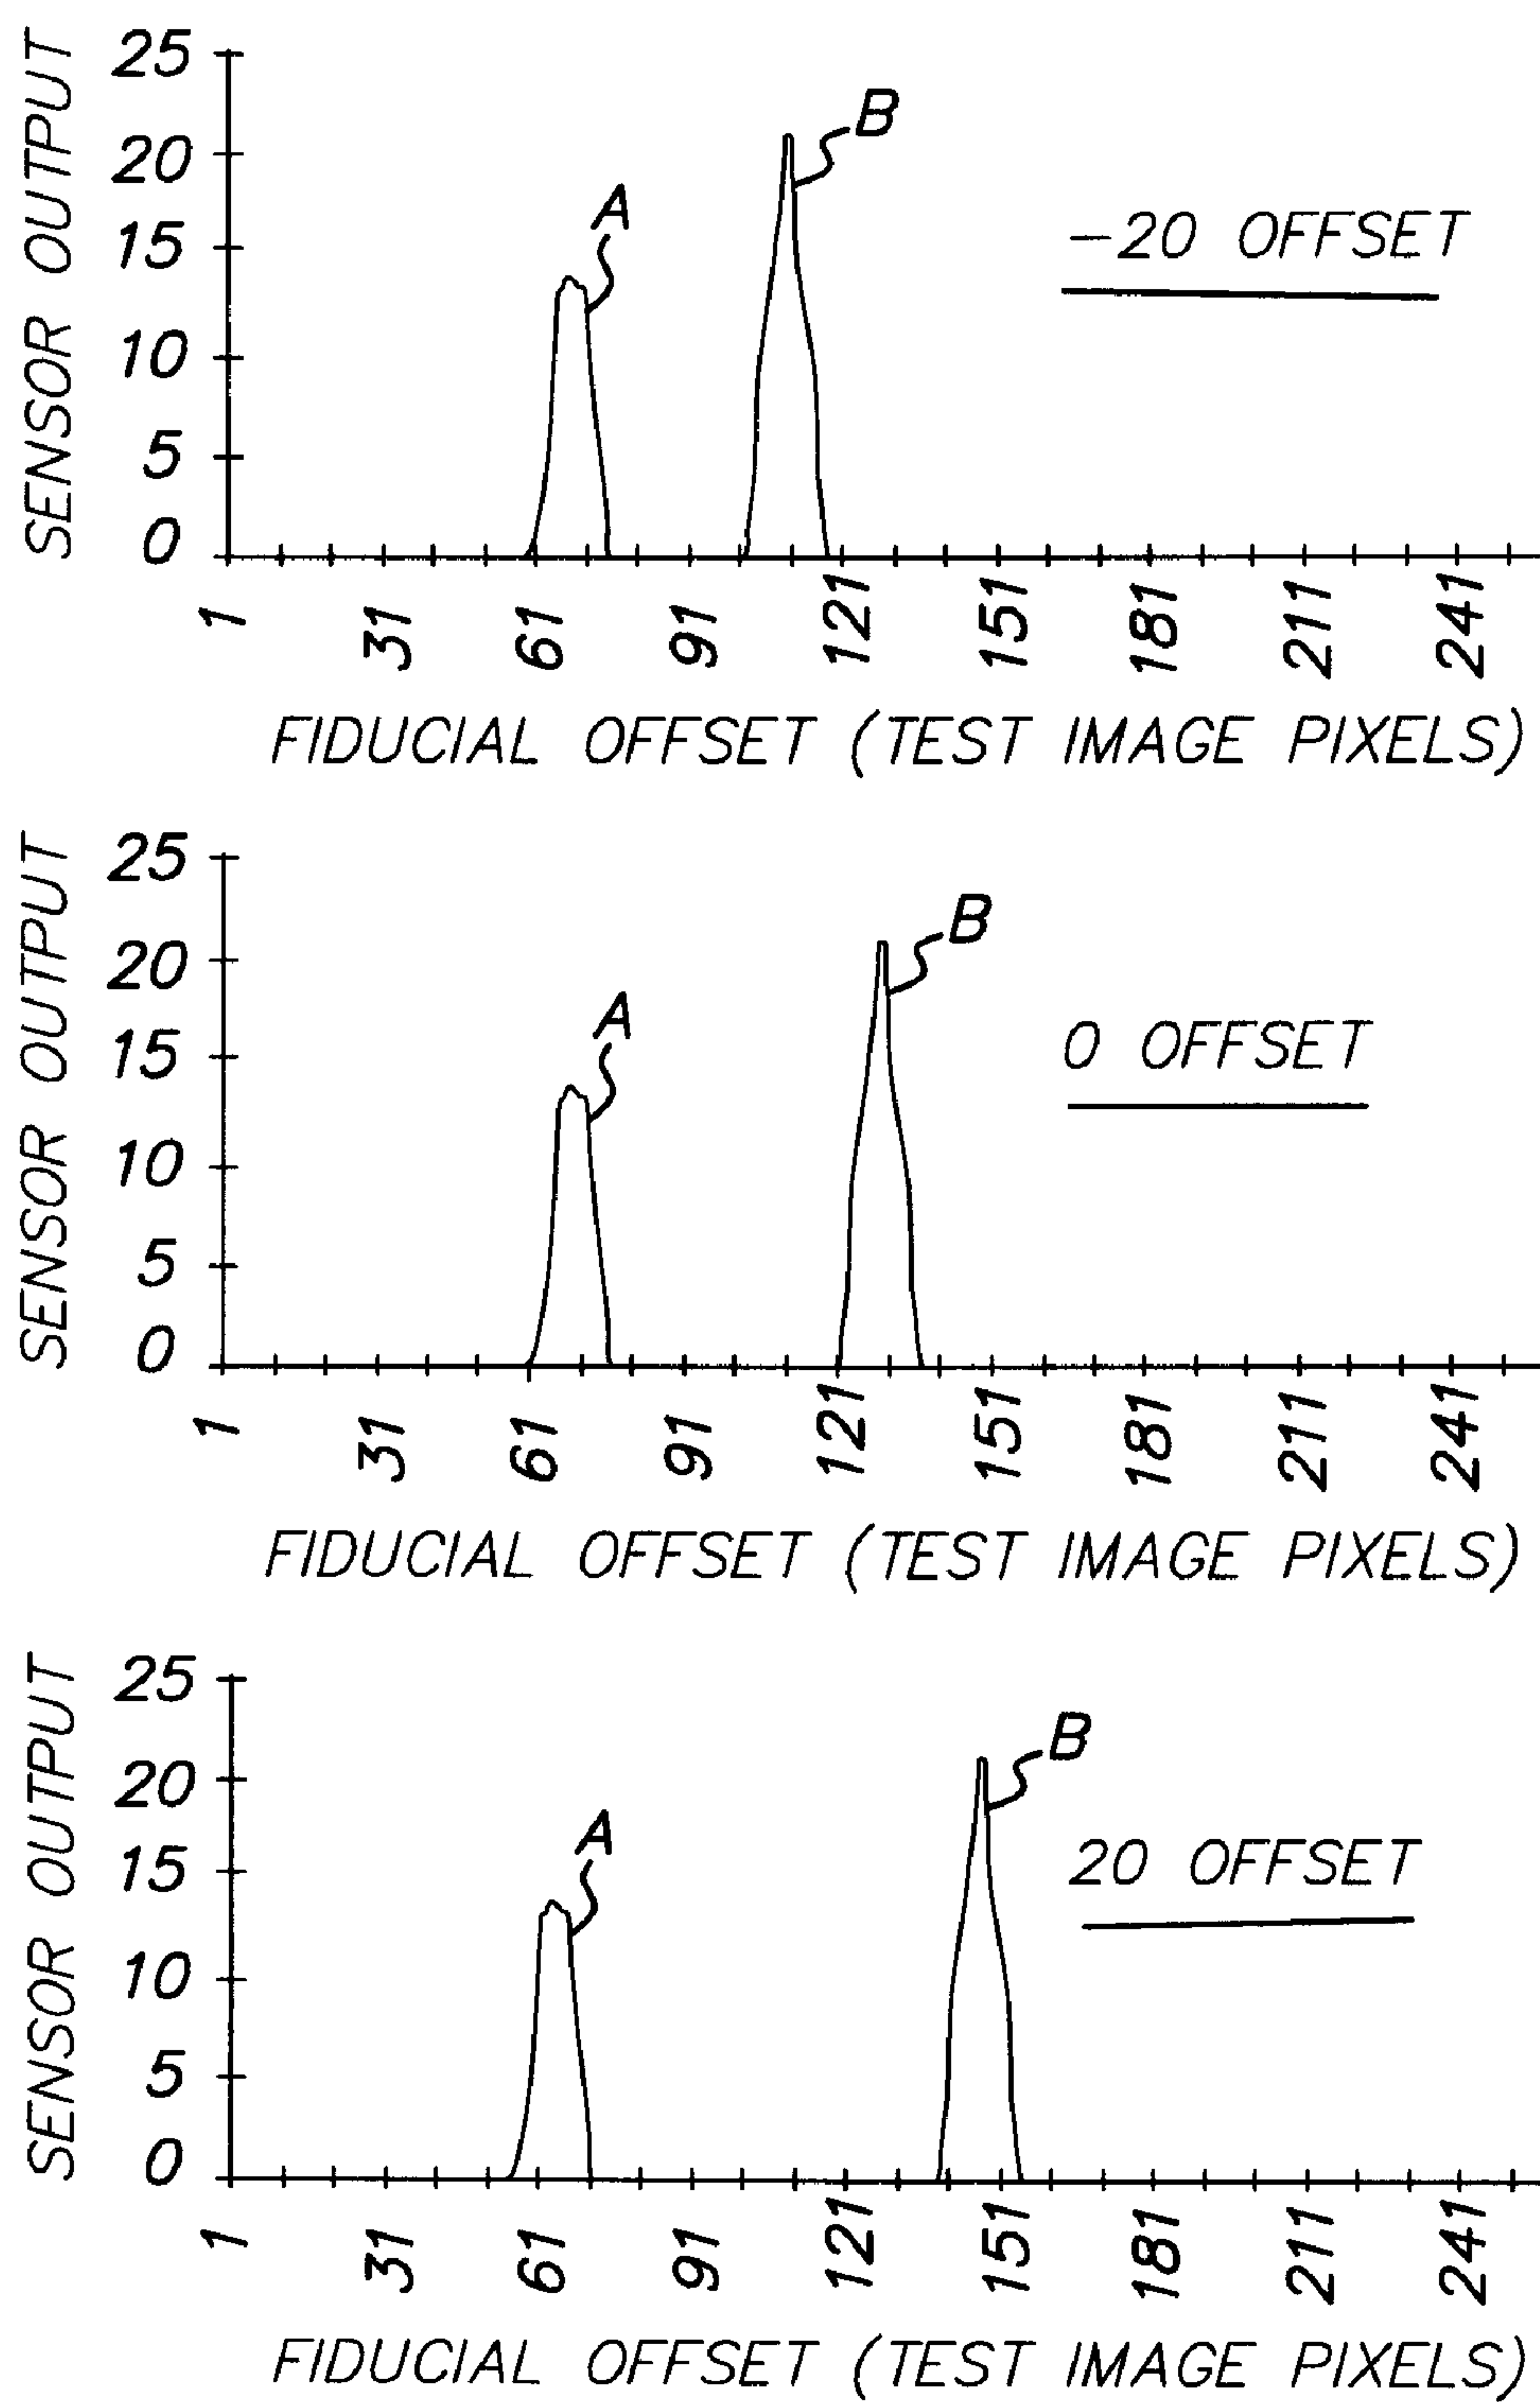 SENSOR OUTPUT
25
20
15
10
5
0
A
B
-20 OFFSET
1 31 61 91 121 151 181 211 241
FIDUCIAL OFFSET (TEST IMAGE PIXELS)
SENSOR OUTPUT
25
20
15
10
5
0
A
B
0 OFFSET
1 31 61 91 121 151 181 211 241
FIDUCIAL OFFSET (TEST IMAGE PIXELS)
SENSOR OUTPUT
25
20
15
10
5
0
A
B
20 OFFSET
1 31 61 91 121 151 181 211 241
FIDUCIAL OFFSET (TEST IMAGE PIXELS)